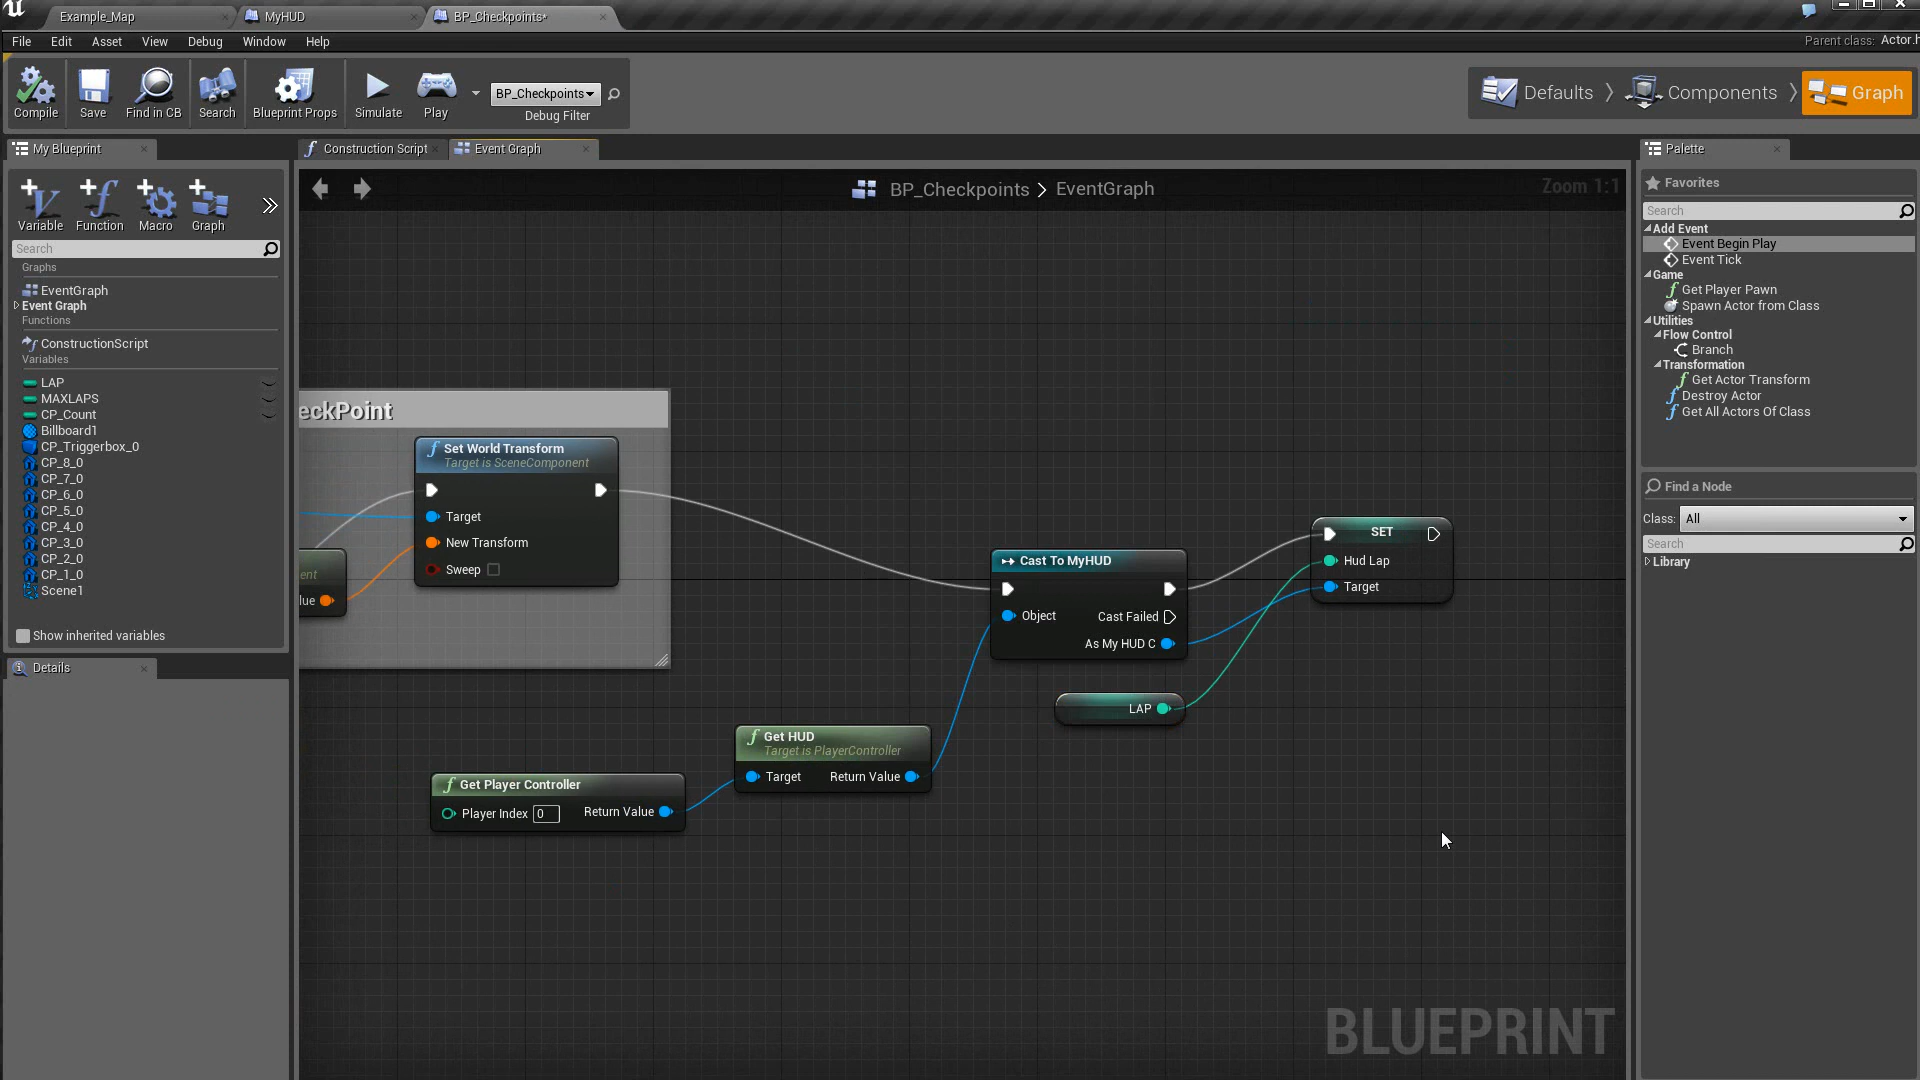 Example_Map
MyHUD
BP_Checkpoints*
File Edit Asset View Debug Window Help
Parent class: Actor.h
Compile
Save
Find in CB
Search
Blueprint Props
Simulate
Play
BP_Checkpoints
Debug Filter
Defaults
Components
Graph
My Blueprint
Construction Script
Event Graph
Palette
Variable
Function
Macro
Graph
Search
Graphs
EventGraph
Event Graph
Functions
ConstructionScript
Variables
LAP
MAXLAPS
CP_Count
Billboard1
CP_Triggerbox_0
CP_8_0
CP_7_0
CP_6_0
CP_5_0
CP_4_0
CP_3_0
CP_2_0
CP_1_0
Scene1
Show inherited variables
Details
BP_Checkpoints > EventGraph
Zoom 1:1
eckPoint
Set World Transform
Target is SceneComponent
Target
New Transform
Sweep
ent
lue
Cast To MyHUD
Object
Cast Failed
As My HUD C
SET
Hud Lap
Target
LAP
Get HUD
Target is PlayerController
Target Return Value
Get Player Controller
Player Index 0 Return Value
BLUEPRINT
Favorites
Search
Add Event
Event Begin Play
Event Tick
Game
Get Player Pawn
Spawn Actor from Class
Utilities
Flow Control
Branch
Transformation
Get Actor Transform
Destroy Actor
Get All Actors Of Class
Find a Node
Class: All
Search
Library